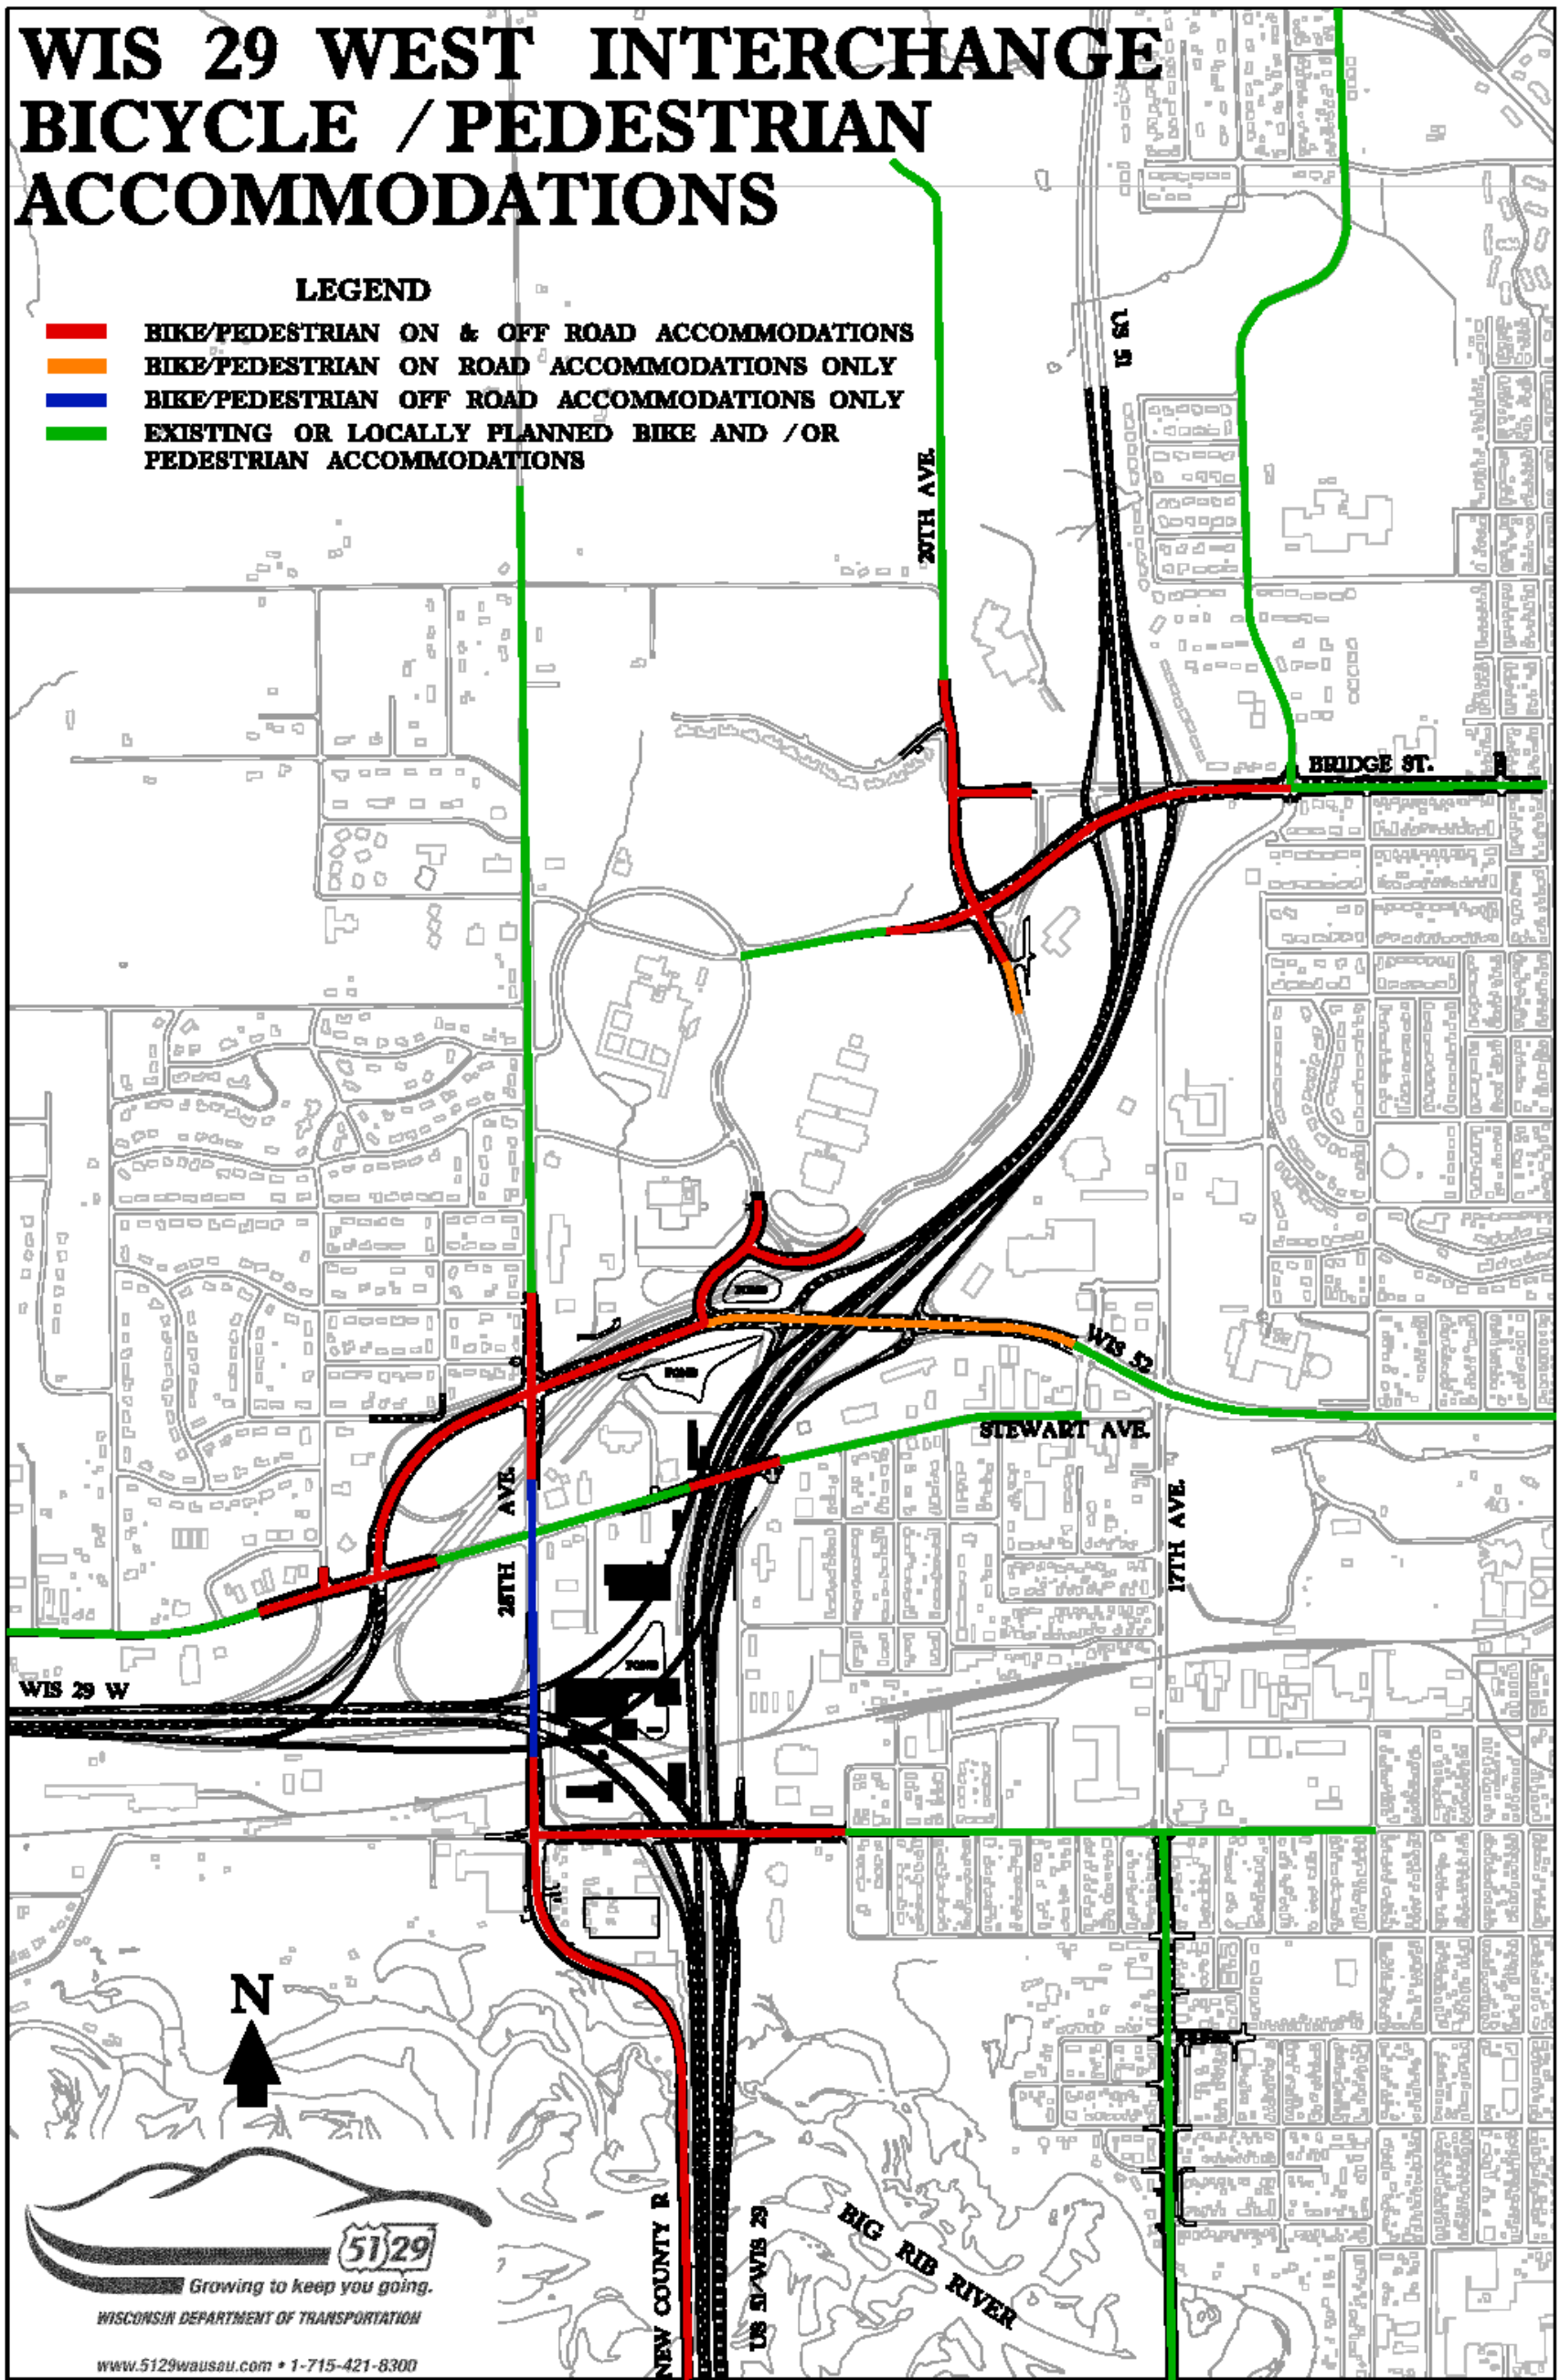 WIS 29 WEST INTERCHANGE
BICYCLE / PEDESTRIAN
ACCOMMODATIONS
LEGEND
BIKE/PEDESTRIAN ON & OFF ROAD ACCOMMODATIONS
BIKE/PEDESTRIAN ON ROAD ACCOMMODATIONS ONLY
BIKE/PEDESTRIAN OFF ROAD ACCOMMODATIONS ONLY
EXISTING OR LOCALLY PLANNED BIKE AND /OR
PEDESTRIAN ACCOMMODATIONS
US 51
20TH AVE.
BRIDGE ST.
POND
WIS 52
POND
STEWART AVE.
28TH AVE.
17TH AVE.
POND
WIS 29 W
N
NEW COUNTY R
US 51/WIS 29
BIG RIB RIVER
51 29
Growing to keep you going.
WISCONSIN DEPARTMENT OF TRANSPORTATION
www.5129wausau.com • 1-715-421-8300